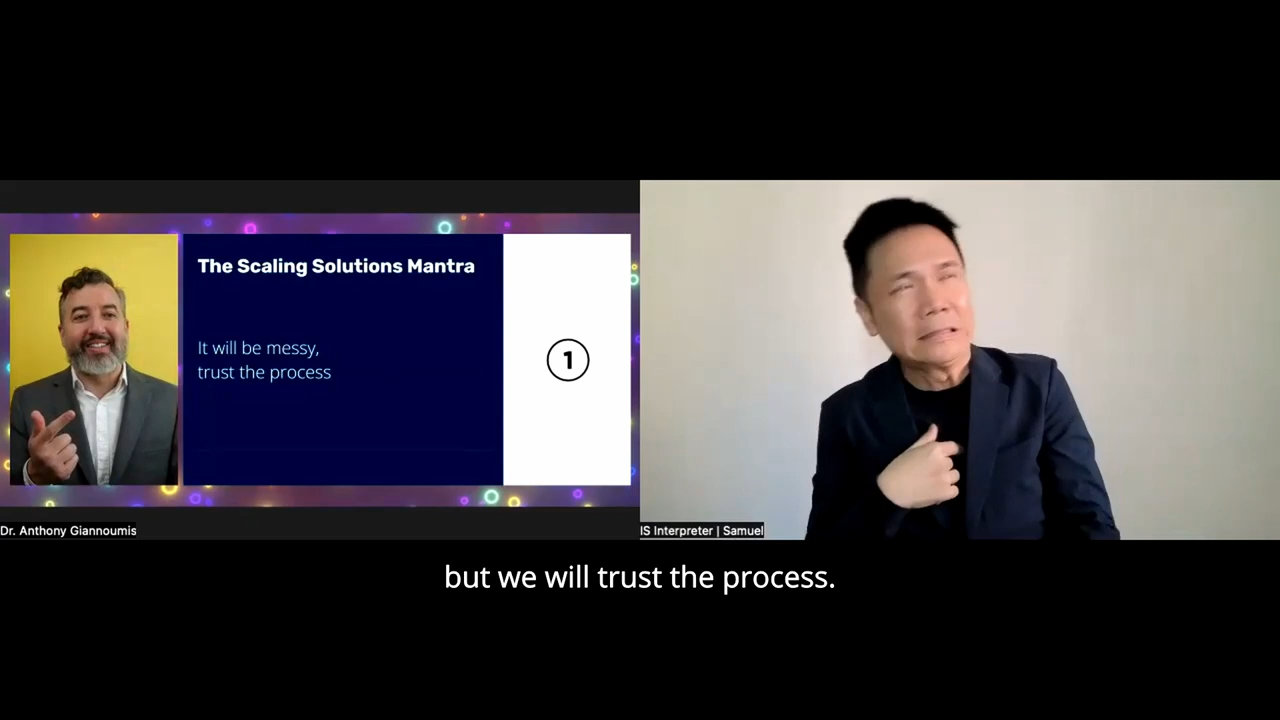 The Scaling Solutions Mantra
It will be messy,
trust the process
1
Dr. Anthony Giannoumis
IS Interpreter | Samuel
but we will trust the process.